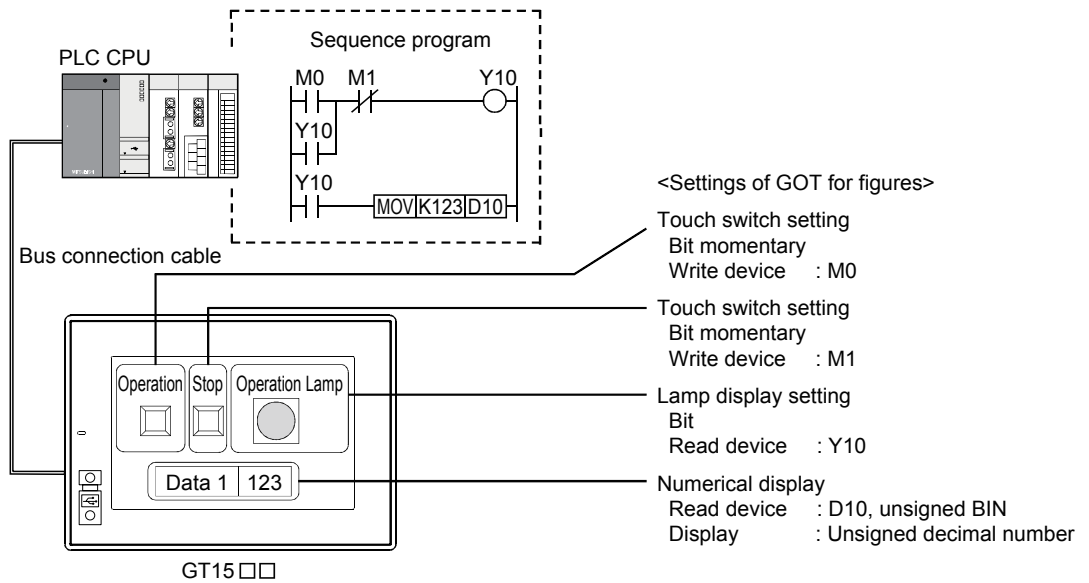 Sequence program
PLC CPU
M0 M1 Y10
Y10
Y10
MOV K123 D10
Bus connection cable
<Settings of GOT for figures>
Touch switch setting
Bit momentary
Write device : M0
Touch switch setting
Bit momentary
Write device : M1
Lamp display setting
Bit
Read device : Y10
Numerical display
Read device : D10, unsigned BIN
Display : Unsigned decimal number
Operation Stop Operation Lamp
Data 1 123
GT15□□